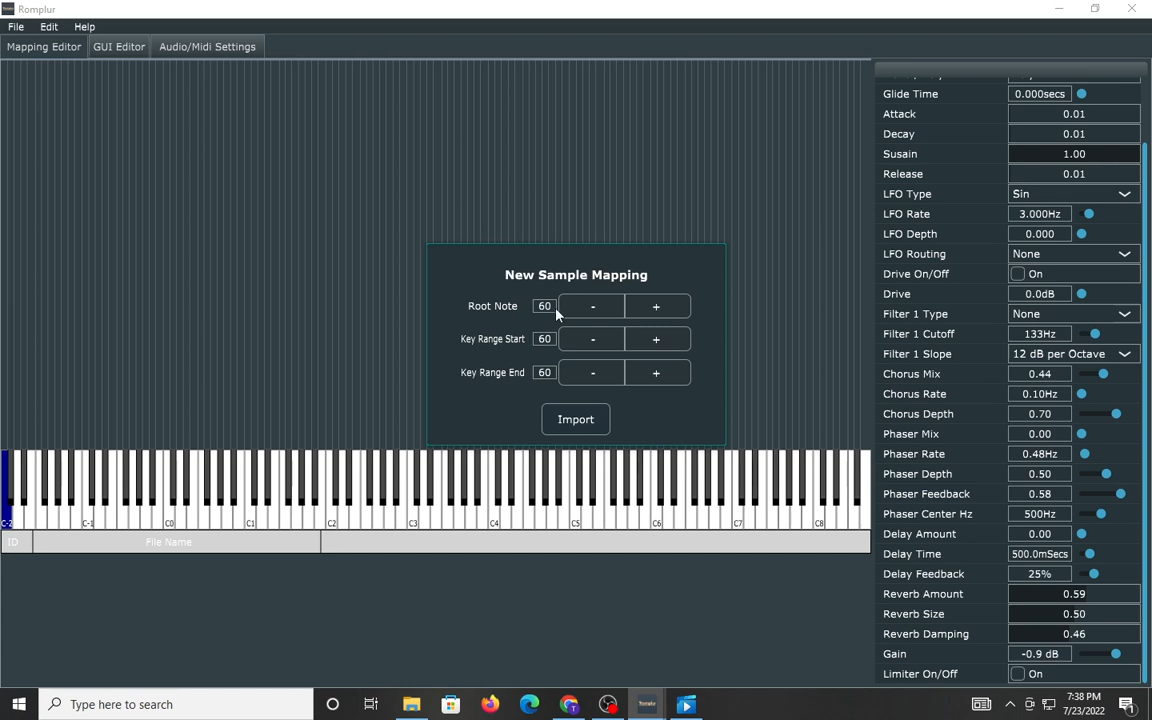 Romplur
File Edit Help
Mapping Editor GUI Editor Audio/Midi Settings
Glide Time 0.000secs
Attack 0.01
Decay 0.01
Susain 1.00
Release 0.01
LFO Type Sin
LFO Rate 3.000Hz
LFO Depth 0.000
LFO Routing None
Drive On/Off On
Drive 0.0dB
Filter 1 Type None
Filter 1 Cutoff 133Hz
Filter 1 Slope 12 dB per Octave
Chorus Mix 0.44
Chorus Rate 0.10Hz
Chorus Depth 0.70
Phaser Mix 0.00
Phaser Rate 0.48Hz
Phaser Depth 0.50
Phaser Feedback 0.58
Phaser Center Hz 500Hz
Delay Amount 0.00
Delay Time 500.0mSecs
Delay Feedback 25%
Reverb Amount 0.59
Reverb Size 0.50
Reverb Damping 0.46
Gain -0.9 dB
Limiter On/Off On
New Sample Mapping
Root Note 60 - +
Key Range Start 60 - +
Key Range End 60 - +
Import
C-2 C-1 C0 C1 C2 C3 C4 C5 C6 C7 C8
ID File Name
Type here to search
7:38 PM
7/23/2022
1